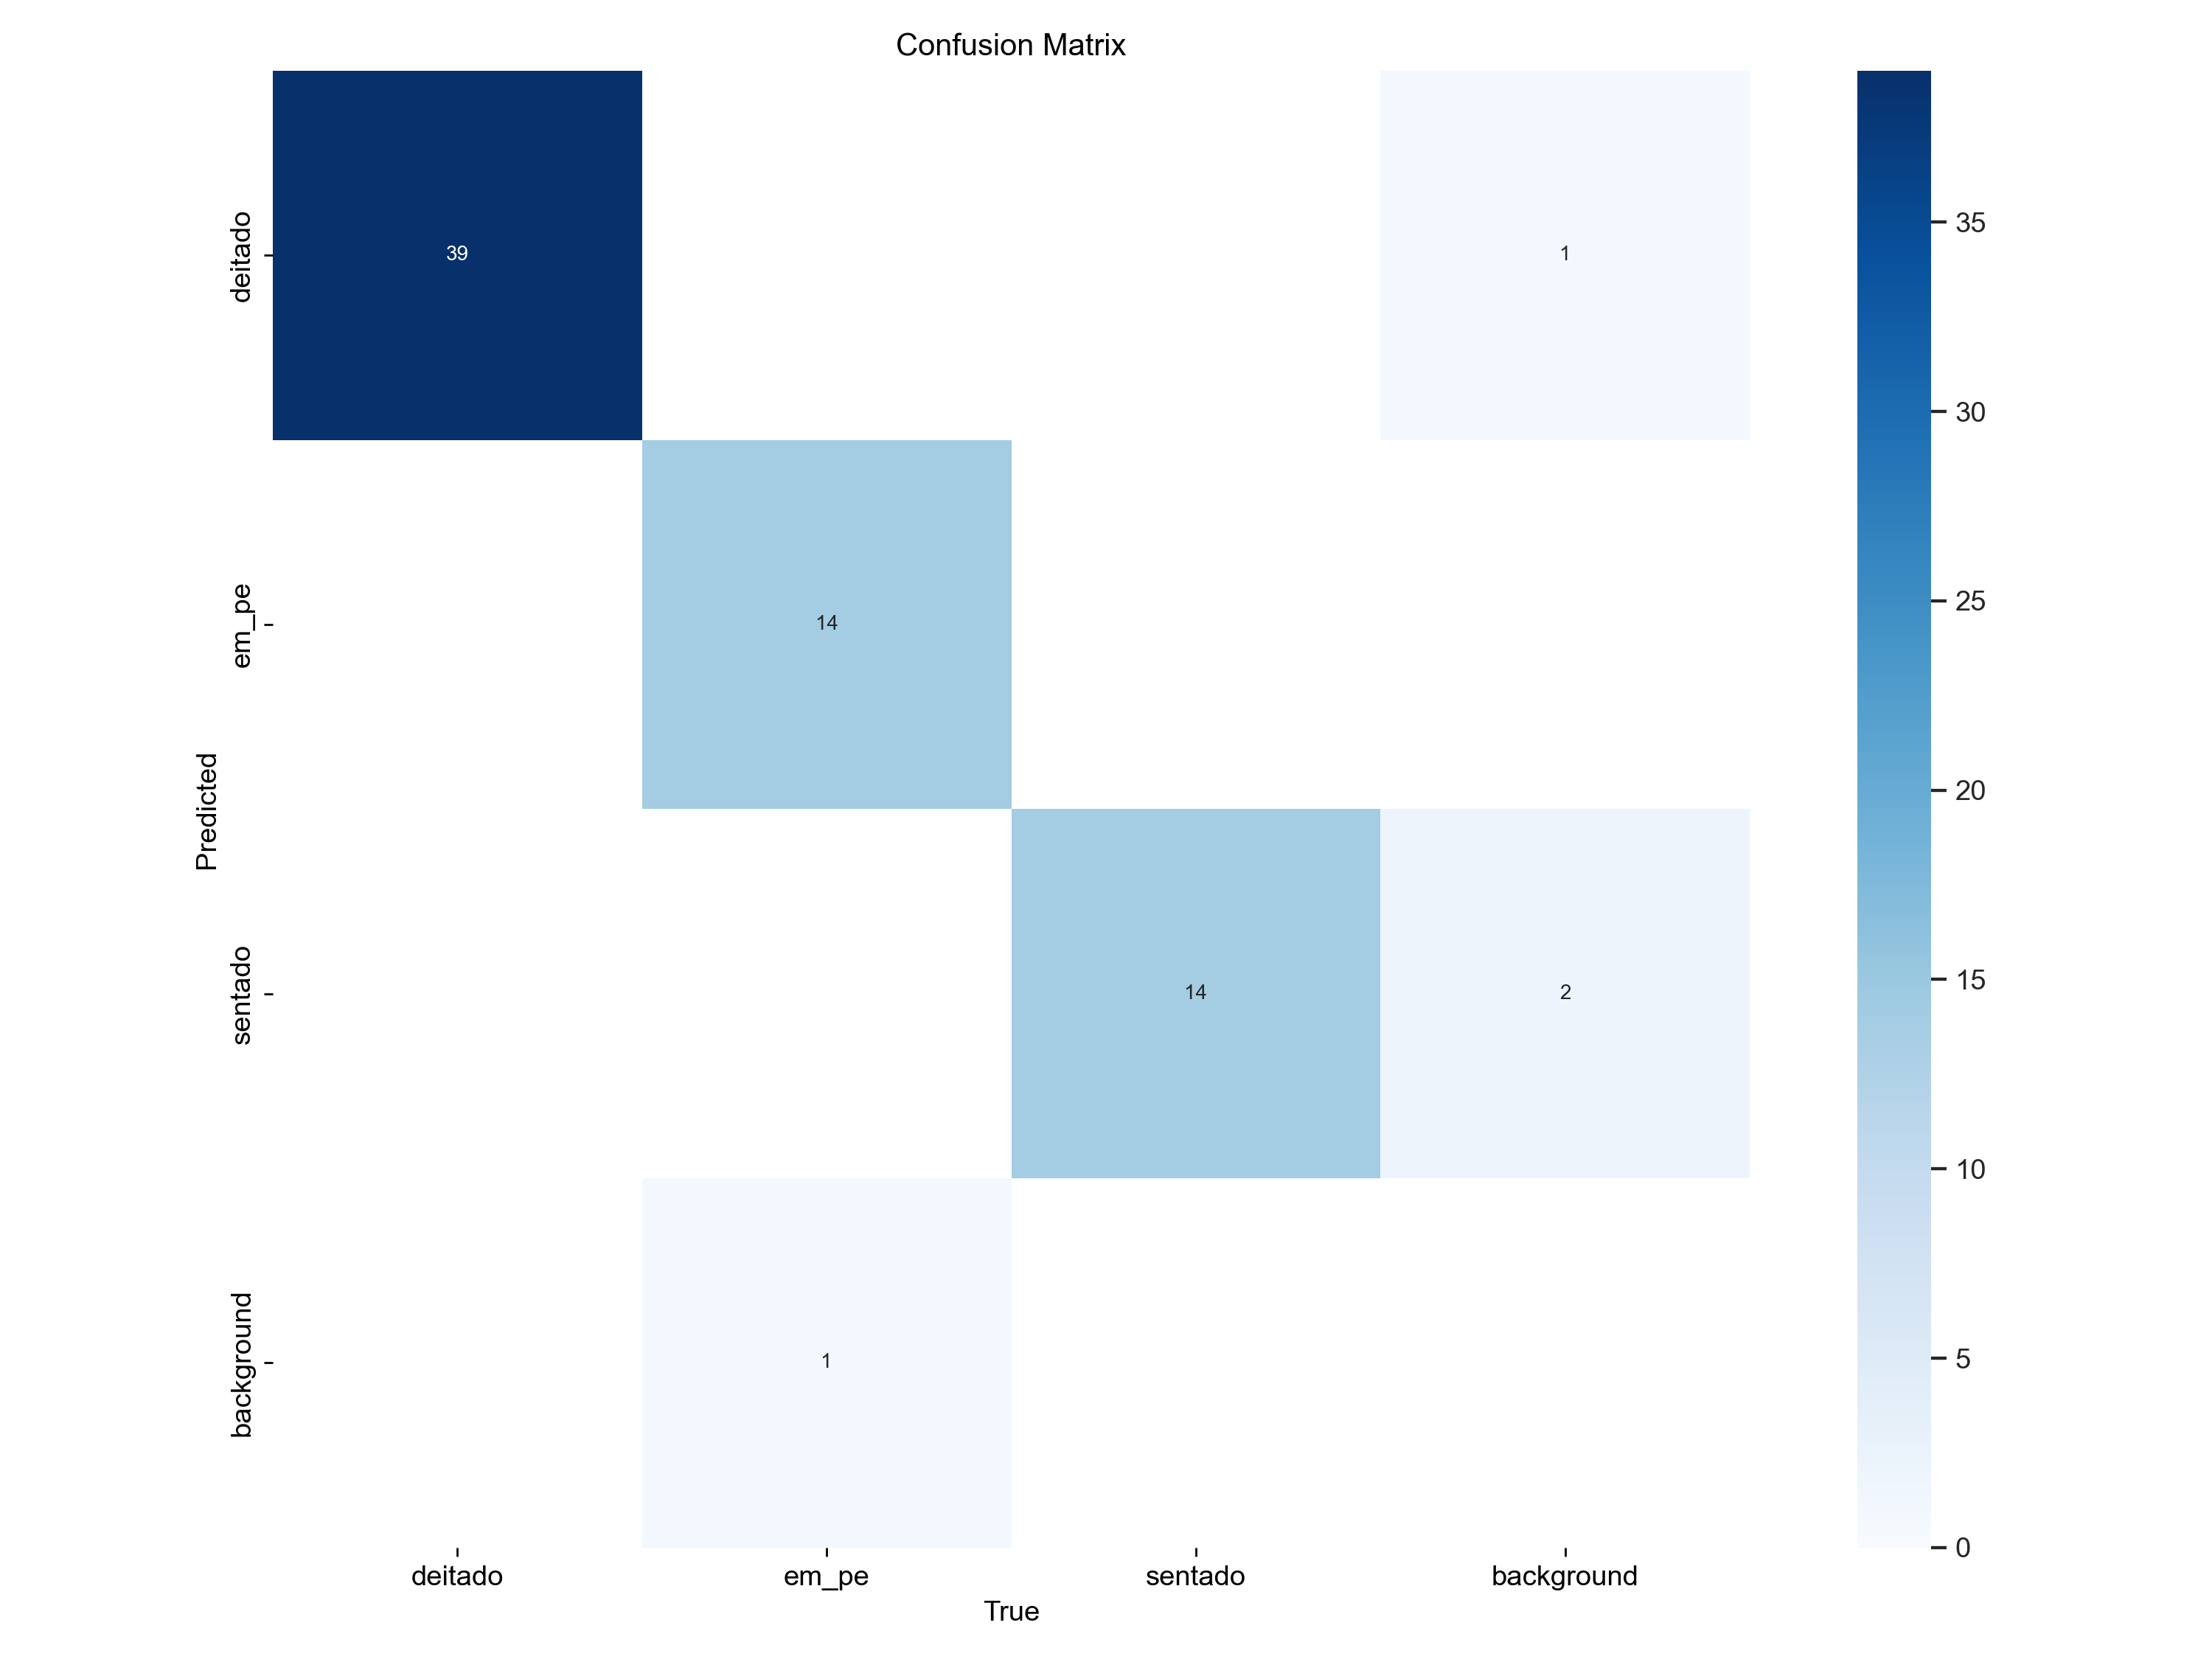 Confusion Matrix
deitado
39
1
35
30
em_pe
14
25
20
Predicted
sentado
14
2
15
10
background
1
5
0
deitado em_pe sentado background
True